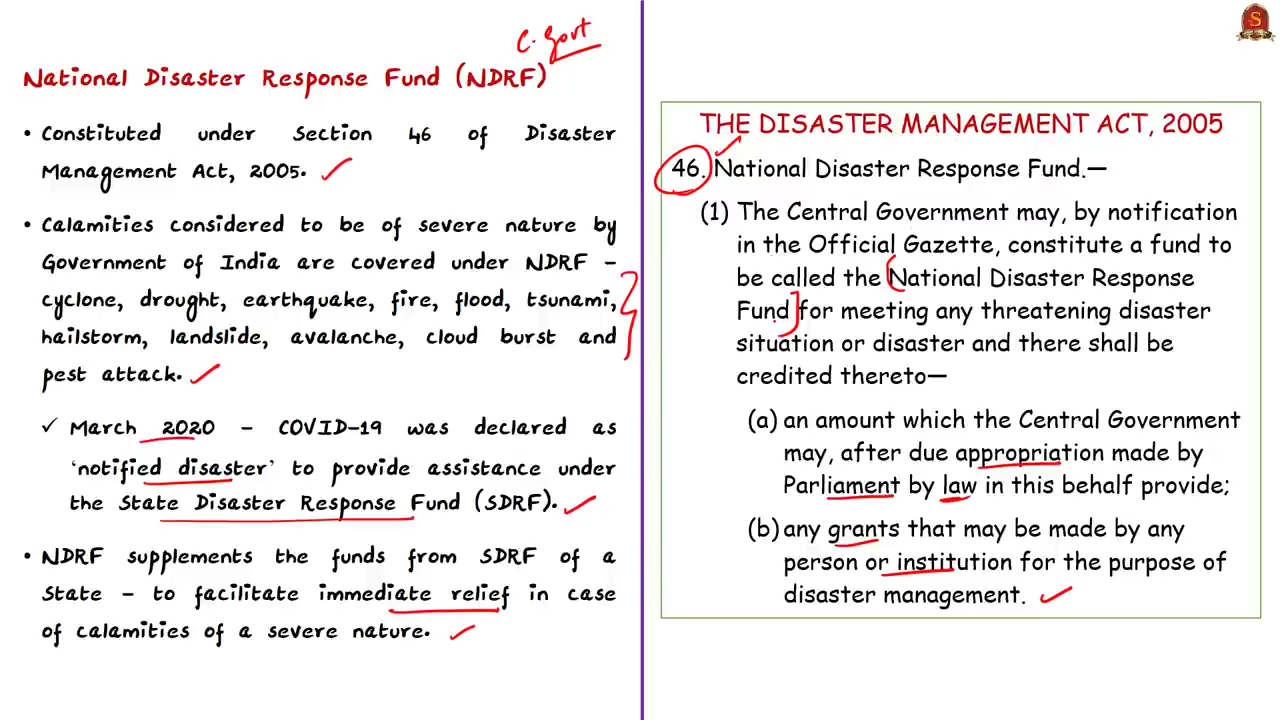 C. Govt
National Disaster Response Fund (NDRF)
• Constituted under Section 46 of Disaster
Management Act, 2005.
• Calamities considered to be of severe nature by
Government of India are covered under NDRF –
cyclone, drought, earthquake, fire, flood, tsunami,
hailstorm, landslide, avalanche, cloud burst and
pest attack.
✓ March 2020 – COVID-19 was declared as
‘notified disaster’ to provide assistance under
the State Disaster Response Fund (SDRF).
• NDRF supplements the funds from SDRF of a
State – to facilitate immediate relief in case
of calamities of a severe nature.
S
THE DISASTER MANAGEMENT ACT, 2005
46. National Disaster Response Fund.—
(1) The Central Government may, by notification
in the Official Gazette, constitute a fund to
be called the National Disaster Response
Fund for meeting any threatening disaster
situation or disaster and there shall be
credited thereto—
(a) an amount which the Central Government
may, after due appropriation made by
Parliament by law in this behalf provide;
(b) any grants that may be made by any
person or institution for the purpose of
disaster management.